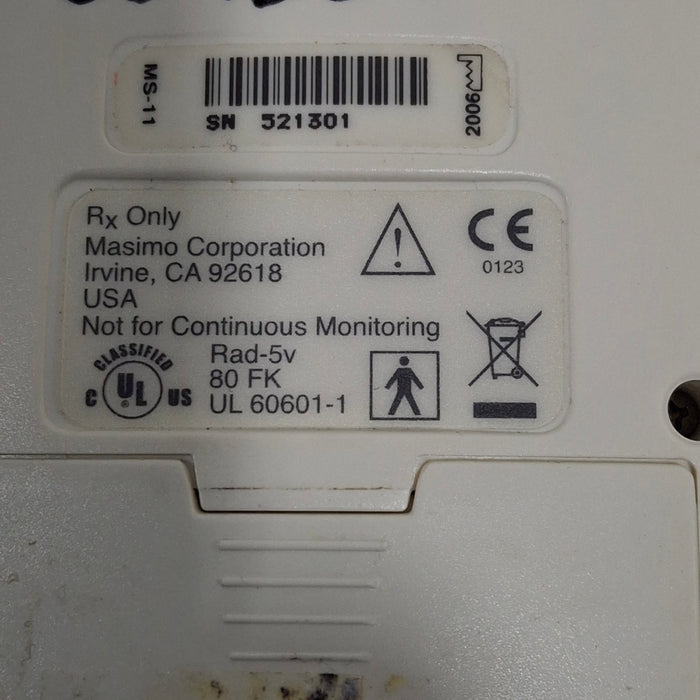 MS-11
SN 521301
2006
Rx Only
Masimo Corporation
Irvine, CA 92618
USA
Not for Continuous Monitoring
CE
0123
CLASSIFIED
C UL® US
Rad-5v
80 FK
UL 60601-1